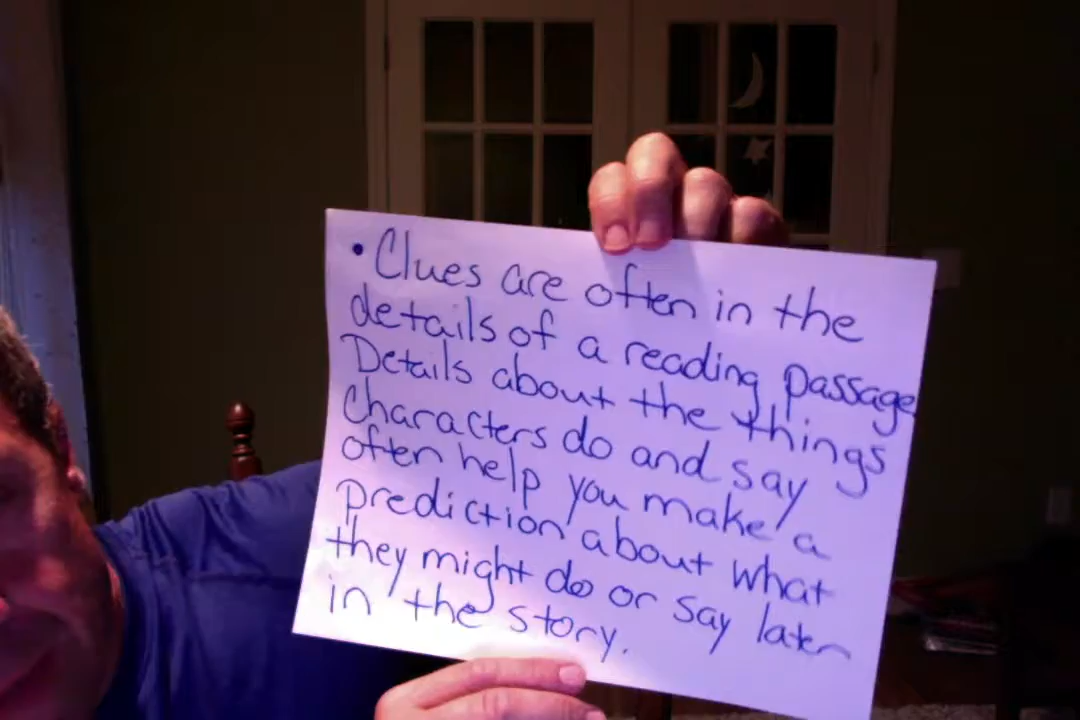 • Clues are often in the
details of a reading passage
Details about the things
characters do and say
often help you make a
prediction about what
they might do or say later
in the story.